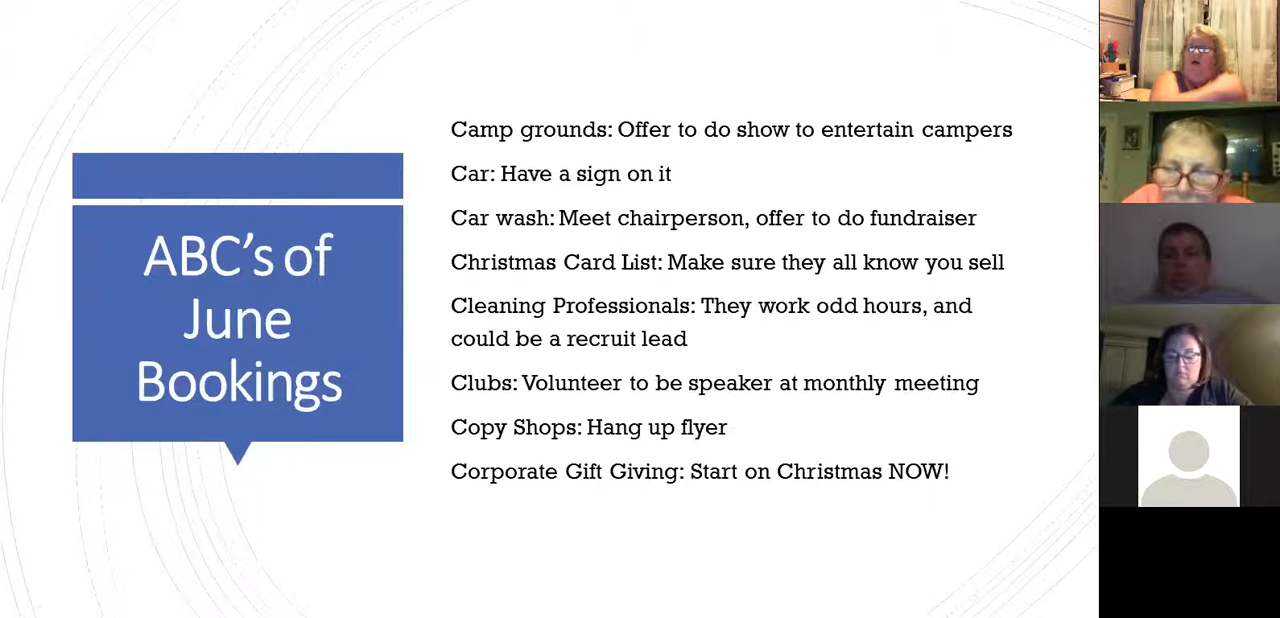 ABC’s of
June
Bookings
Camp grounds: Offer to do show to entertain campers
Car: Have a sign on it
Car wash: Meet chairperson, offer to do fundraiser
Christmas Card List: Make sure they all know you sell
Cleaning Professionals: They work odd hours, and
could be a recruit lead
Clubs: Volunteer to be speaker at monthly meeting
Copy Shops: Hang up flyer
Corporate Gift Giving: Start on Christmas NOW!